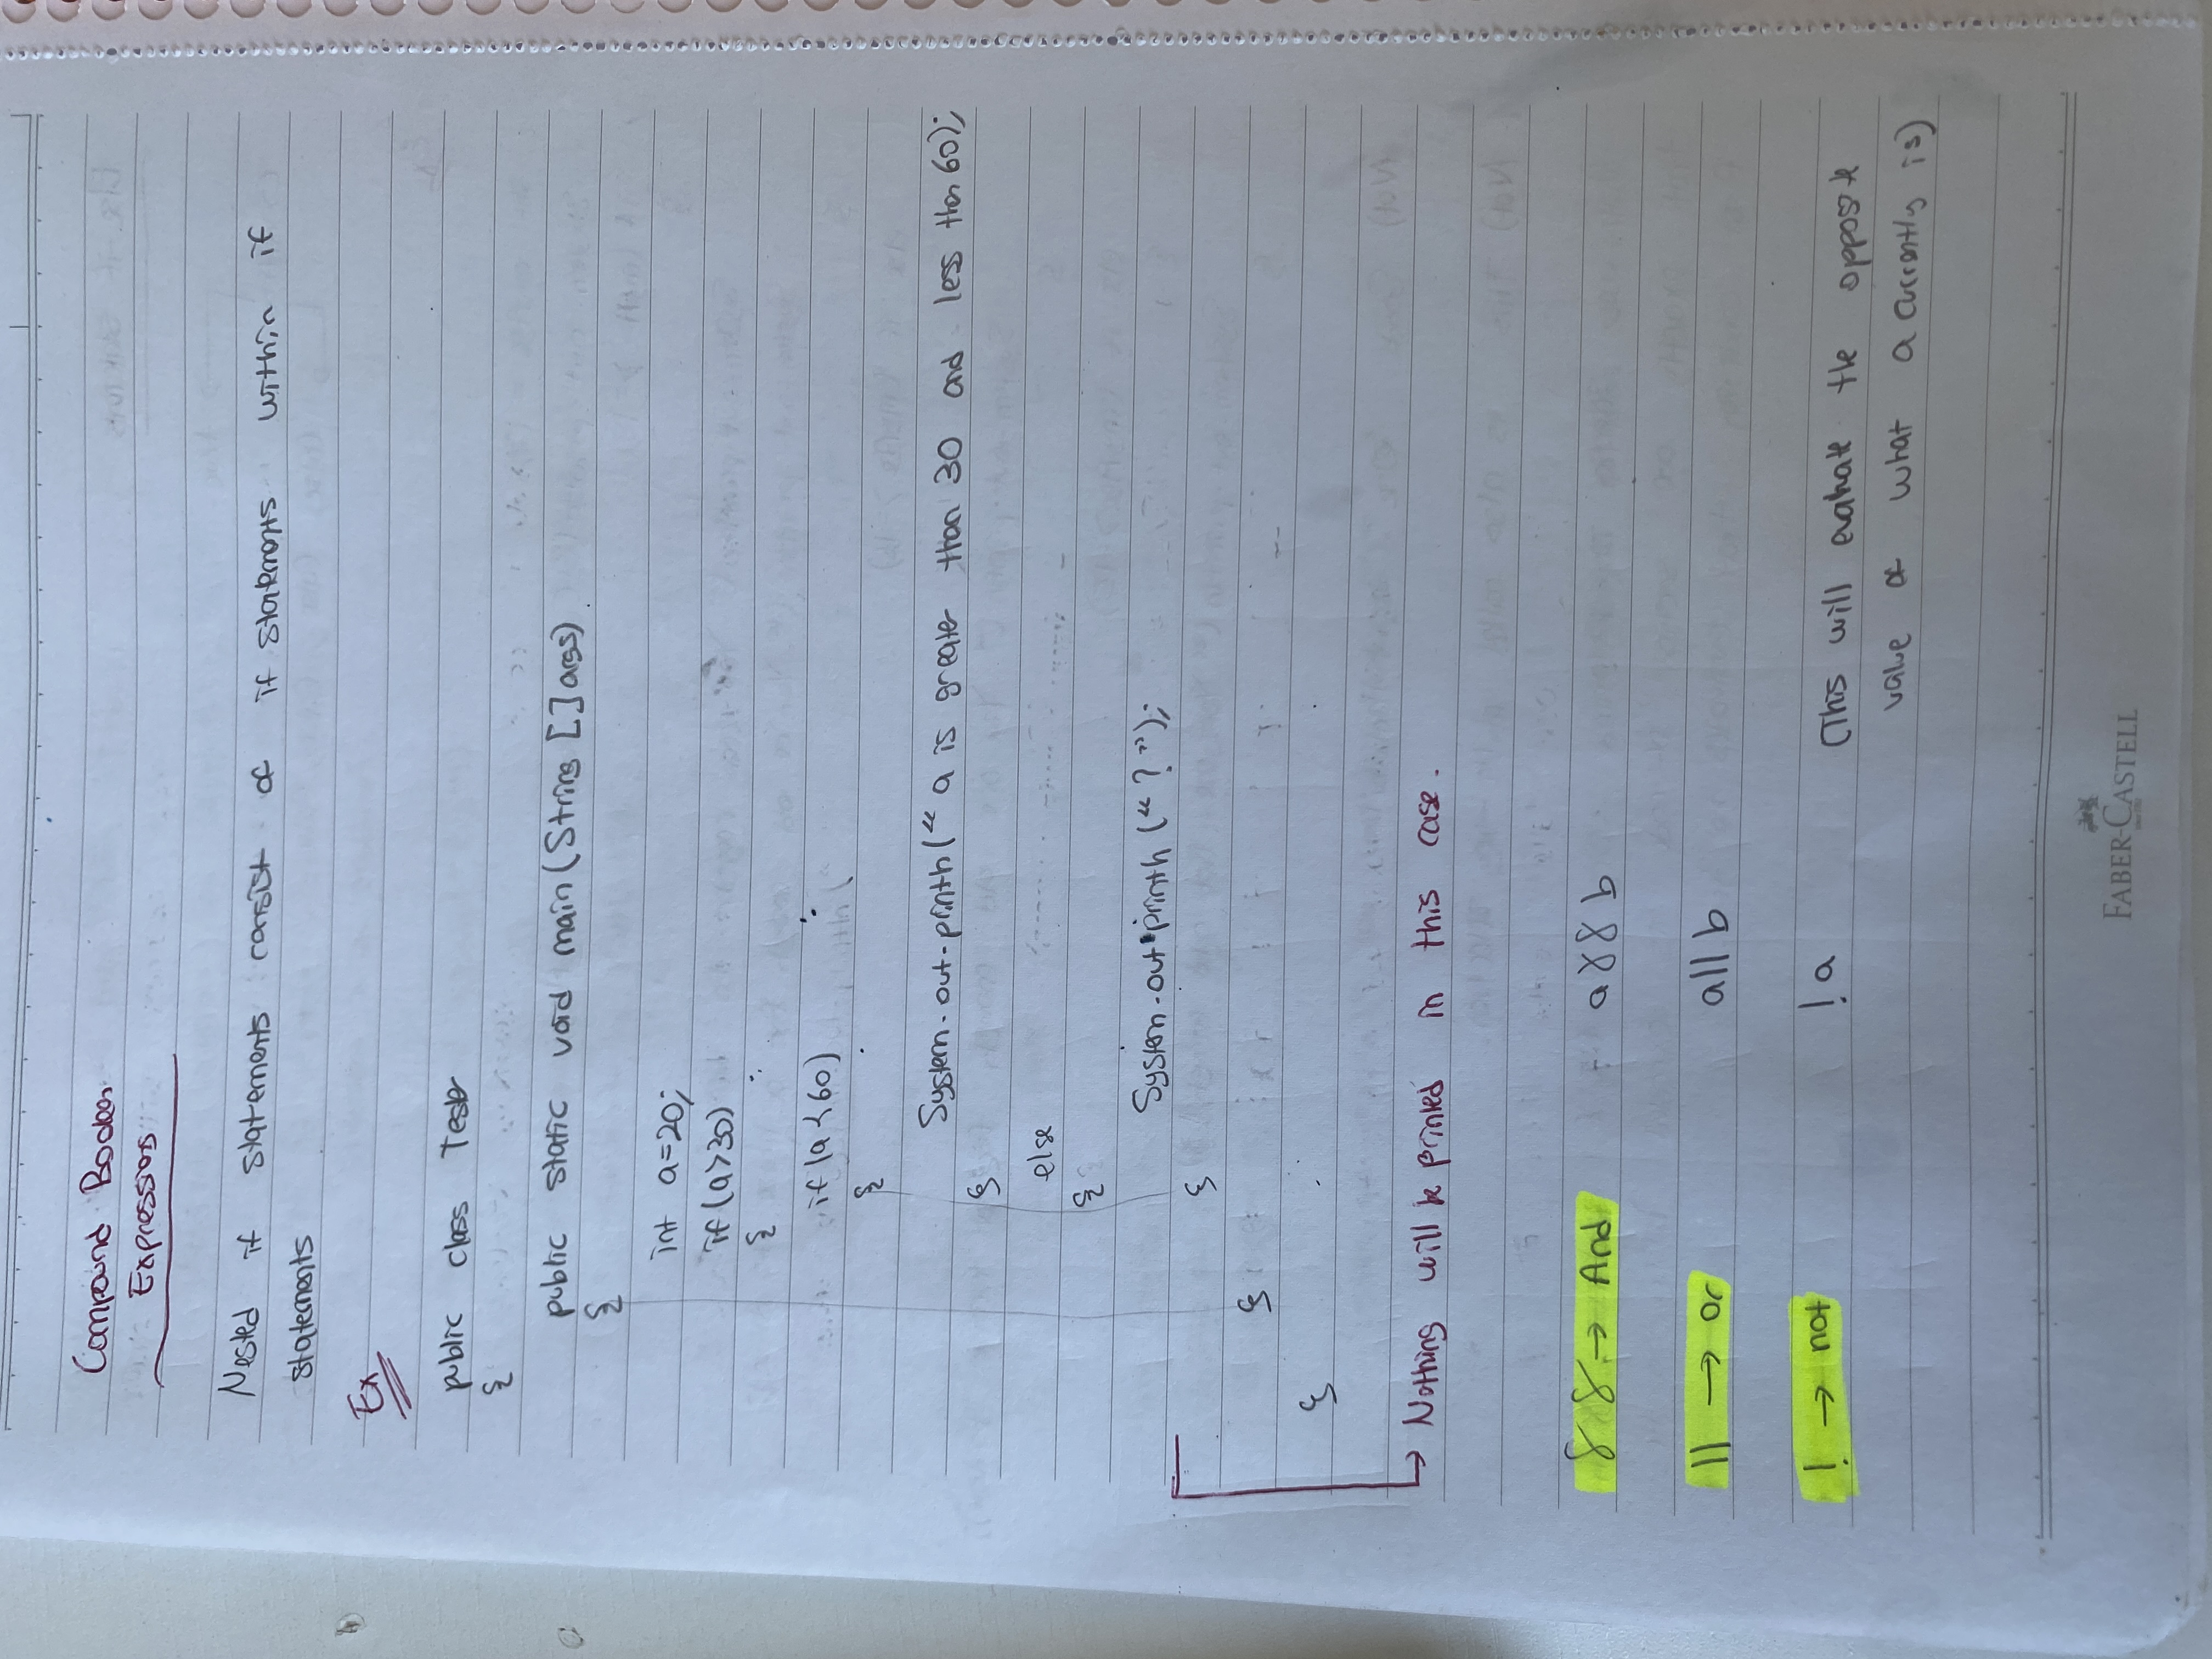 Compound Boolean
Expressions
Nested if statements consist of if statements within if
statements
Ex
public class Tester
{
public static void main(String []args)
{
int a=20;
if(a>30)
{
if(a<60)
{
System.out.println(“ a is greater than 30 and less than 60);
}
else
{
System.out.println (“ ? ”);
}
}
}
→ Nothing will be printed in this case.
&& → And a&&b
|| → or a||b
! → not !a (This will evaluate the opposite
value of what a currently is)
FABER-CASTELL